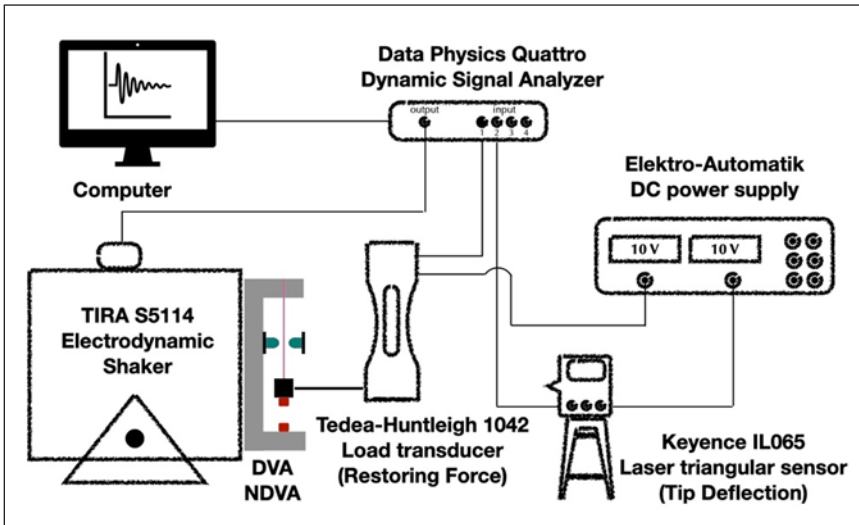 Data Physics Quattro
Dynamic Signal Analyzer
output
input
1 2 3 4
Computer
Elektro-Automatik
DC power supply
10 V
10 V
TIRA S5114
Electrodynamic
Shaker
Tedea-Huntleigh 1042
Load transducer
(Restoring Force)
DVA
NDVA
Keyence IL065
Laser triangular sensor
(Tip Deflection)